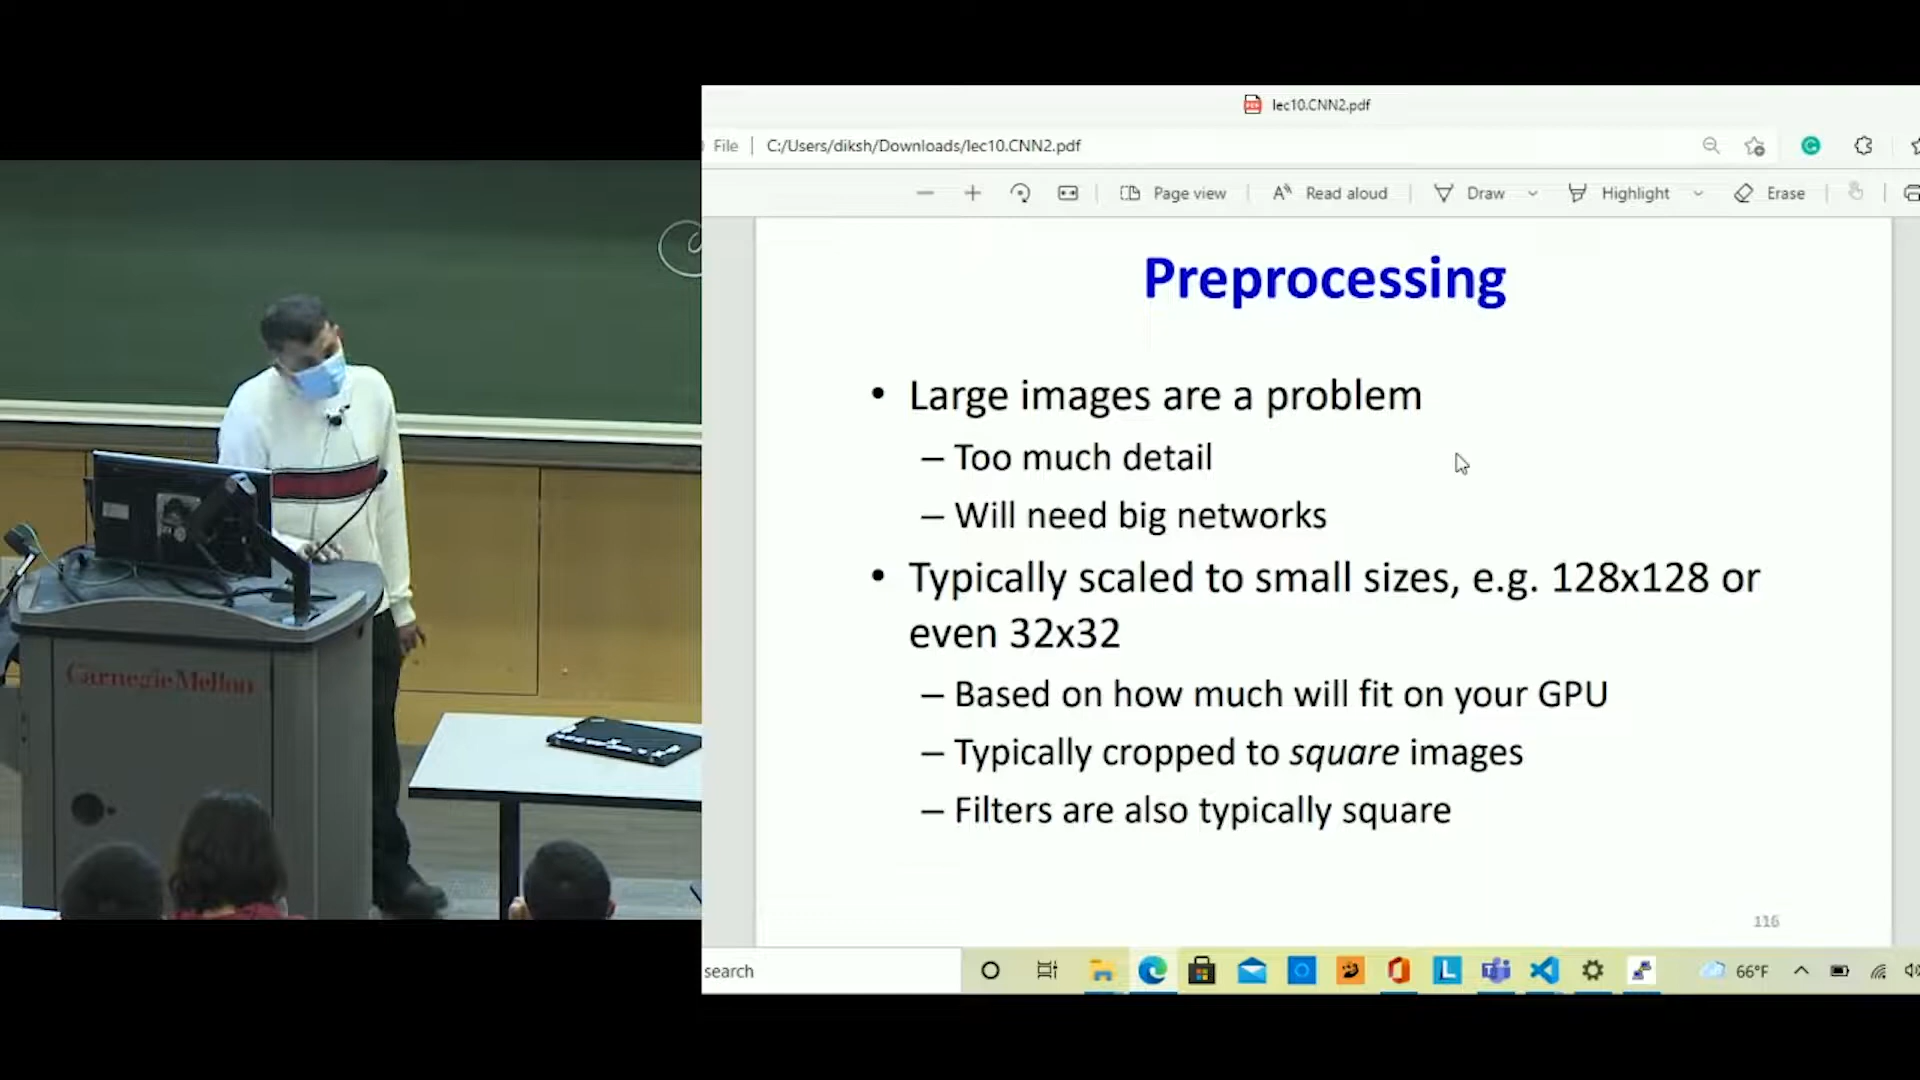 Carnegie Mellon
lec10.CNN2.pdf
File C:/Users/diksh/Downloads/lec10.CNN2.pdf
Page view Read aloud Draw Highlight Erase
Preprocessing
• Large images are a problem
– Too much detail
– Will need big networks
• Typically scaled to small sizes, e.g. 128x128 or
even 32x32
– Based on how much will fit on your GPU
– Typically cropped to square images
– Filters are also typically square
116
search
66°F